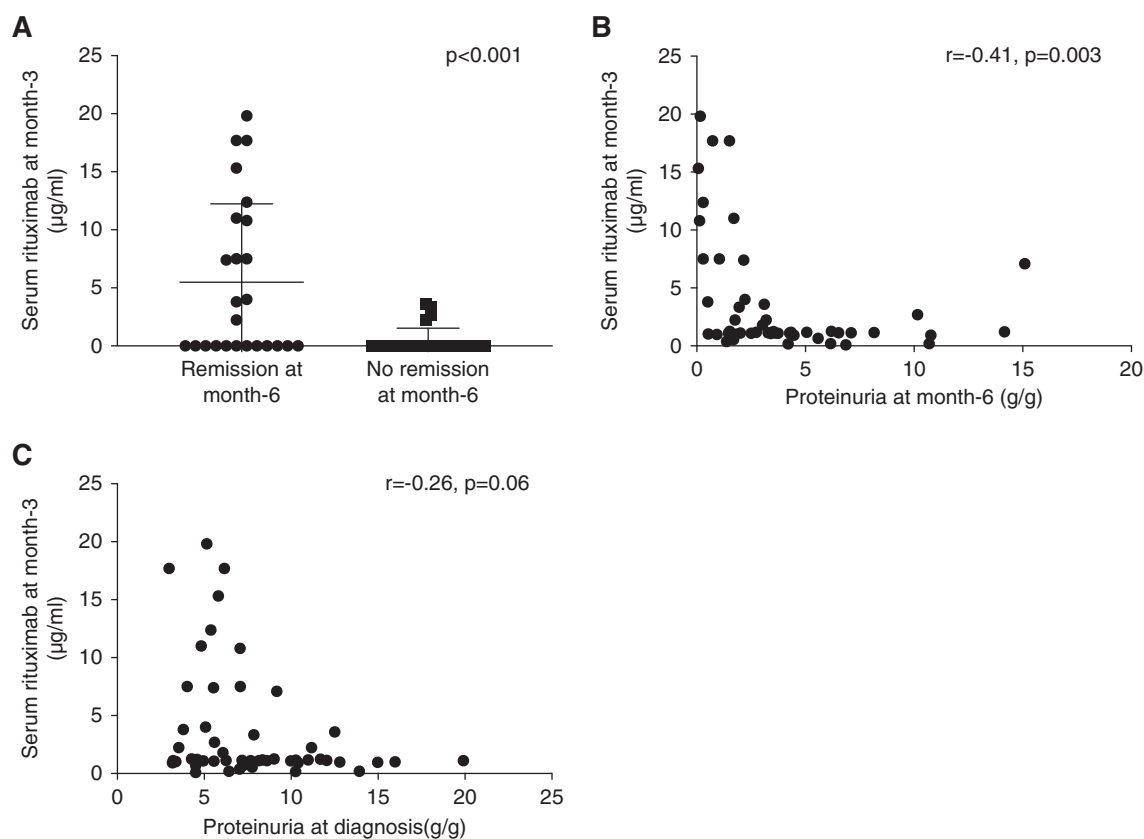 A
Serum rituximab at month-3
(µg/ml)
25
20
15
10
5
0
p<0.001
Remission at
month-6
No remission
at month-6
B
Serum rituximab at month-3
(µg/ml)
25
20
15
10
5
0
r=-0.41, p=0.003
0 5 10 15 20
Proteinuria at month-6 (g/g)
C
Serum rituximab at month-3
(µg/ml)
25
20
15
10
5
0
r=-0.26, p=0.06
0 5 10 15 20 25
Proteinuria at diagnosis(g/g)